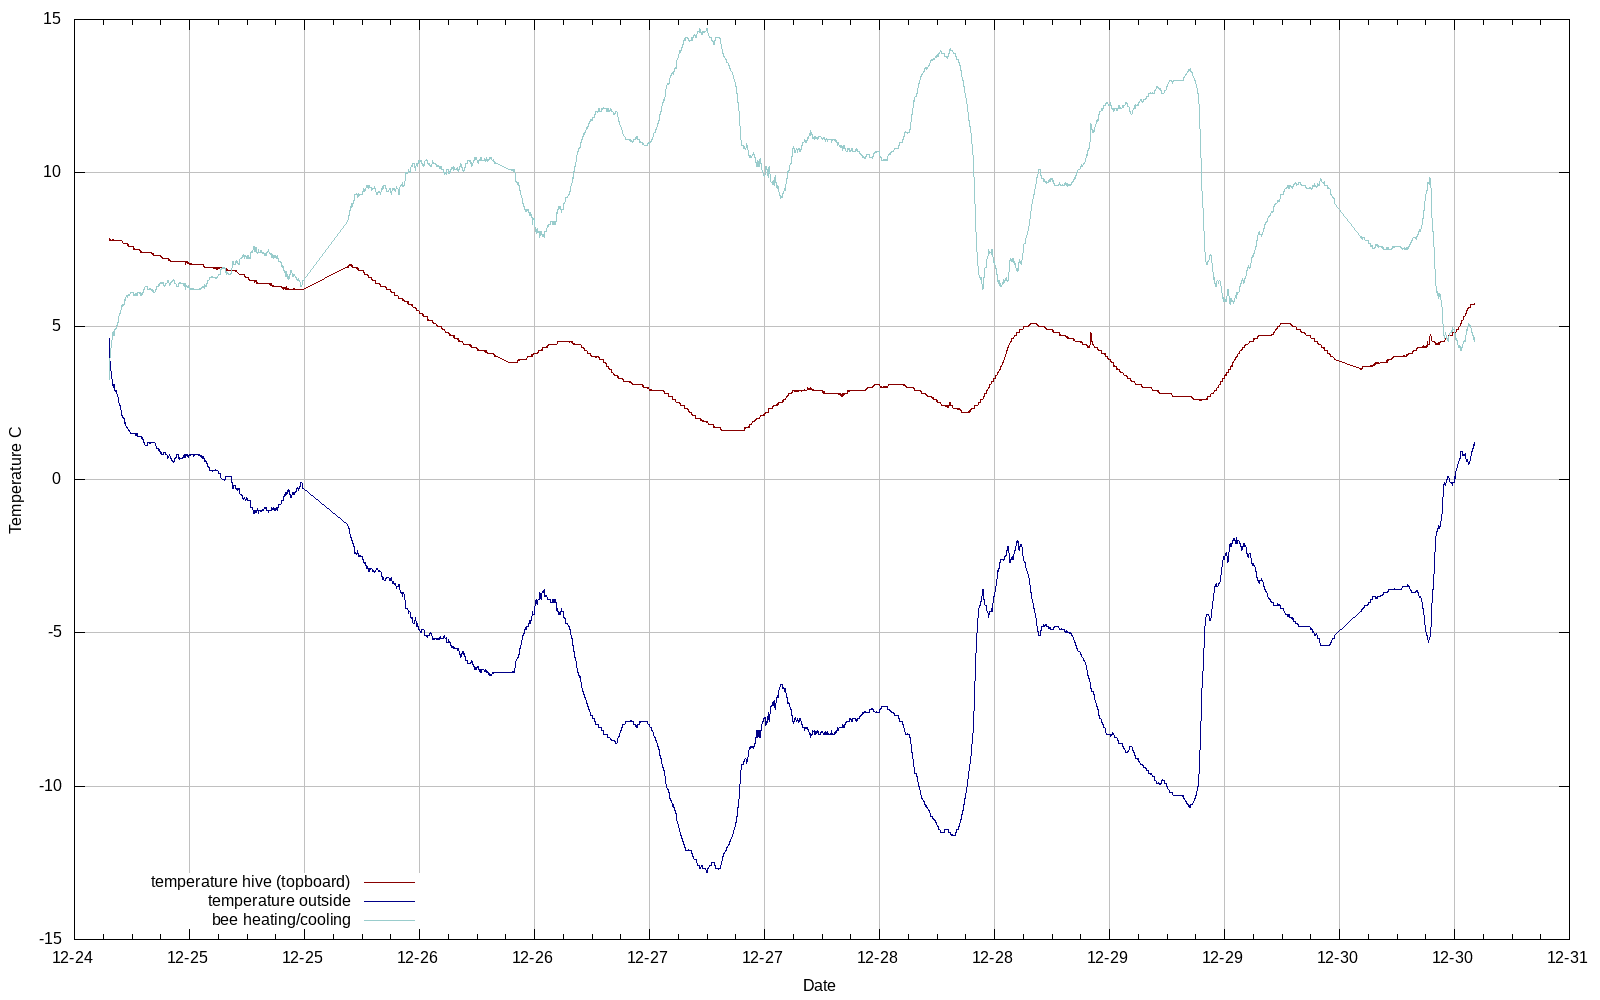 15
10
5
0
-5
-10
-15
Temperature C
temperature hive (topboard)
temperature outside
bee heating/cooling
12-24 12-25 12-25 12-26 12-26 12-27 12-27 12-28 12-28 12-29 12-29 12-30 12-30 12-31
Date